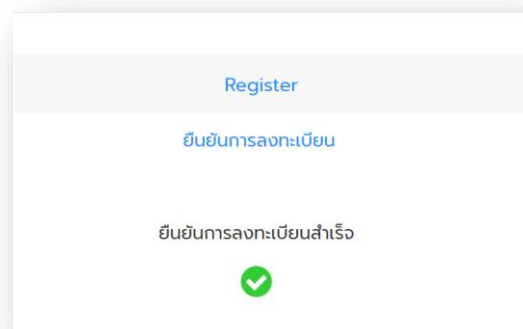 Register
ยืนยันการลงทะเบียน
ยืนยันการลงทะเบียนสำเร็จ